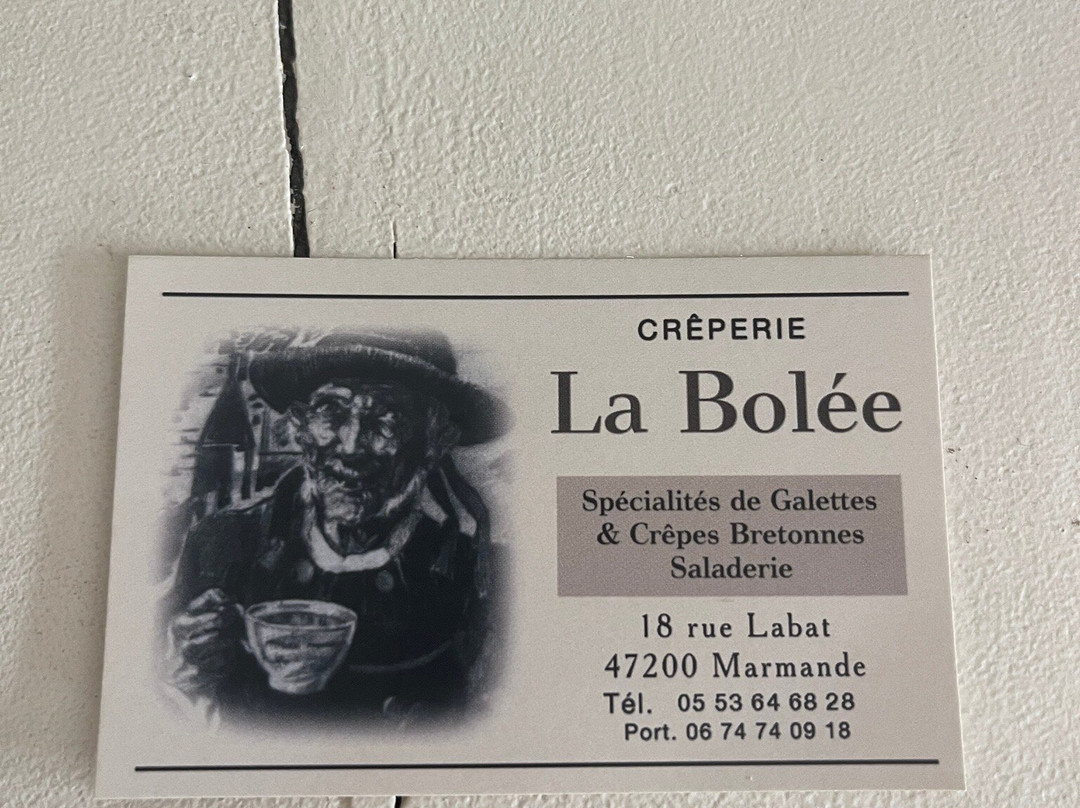 CRÊPERIE
La Bolée
Spécialités de Galettes
& Crêpes Bretonnes
Saladerie
18 rue Labat
47200 Marmande
Tél. 05 53 64 68 28
Port. 06 74 74 09 18